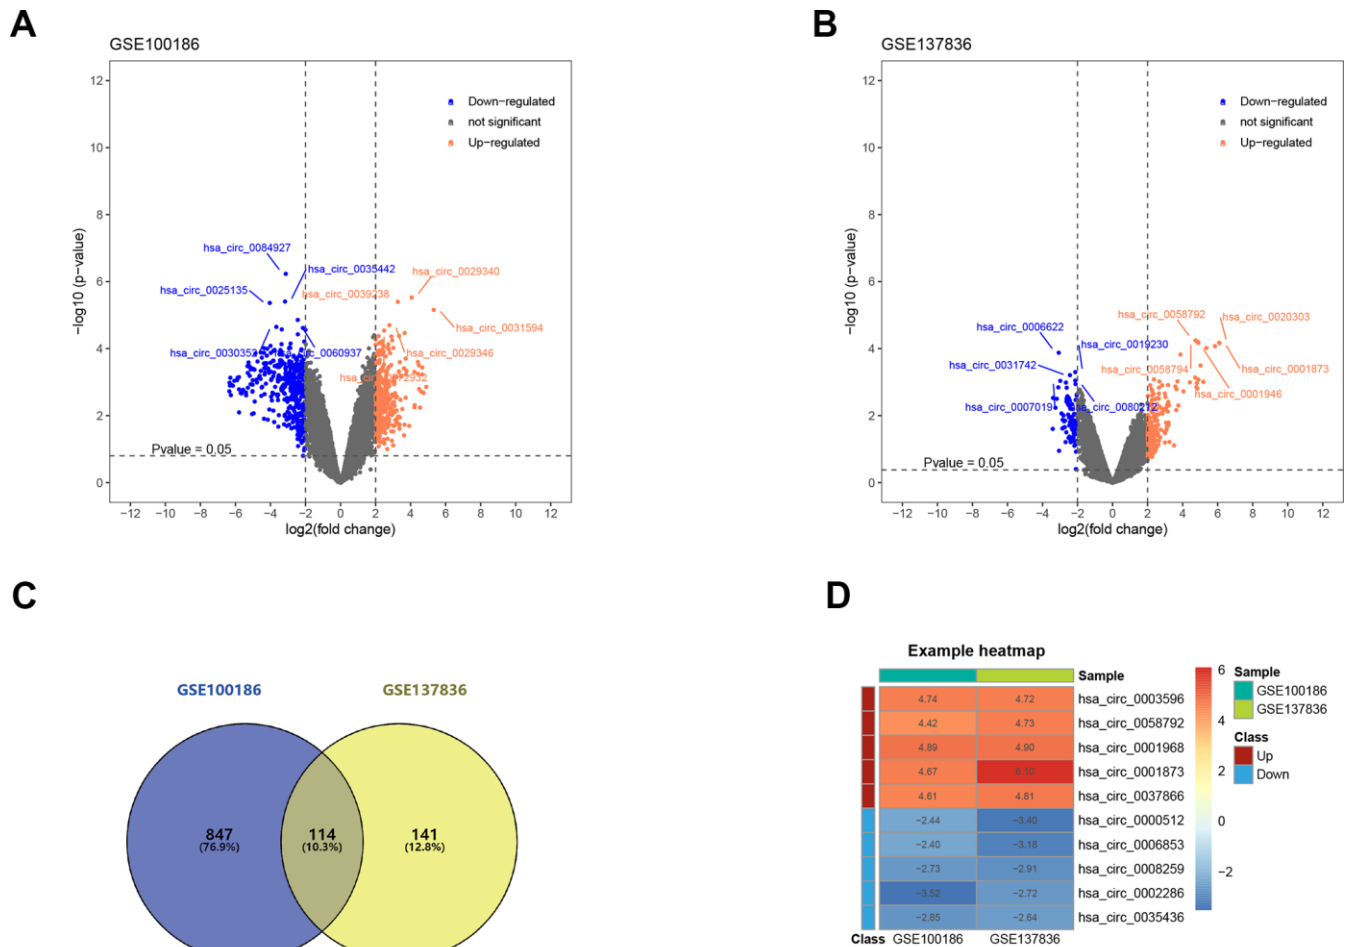 A
GSE100186
12
10
8
6
4
2
0
−log10 (p−value)
Down−regulated
not significant
Up−regulated
hsa_circ_0084927
hsa_circ_0035442
hsa_circ_0029340
hsa_circ_0025135
hsa_circ_0039238
hsa_circ_0031594
hsa_circ_0060937
hsa_circ_0029346
Pvalue = 0.05
−12 −10 −8 −6 −4 −2 0 2 4 6 8 10 12
log2(fold change)
B
GSE137836
12
10
8
6
4
2
0
−log10 (p−value)
Down−regulated
not significant
Up−regulated
hsa_circ_0058792
hsa_circ_0020303
hsa_circ_0006622
hsa_circ_0019230
hsa_circ_0031742
hsa_circ_0058794
hsa_circ_0001873
hsa_circ_0001946
hsa_circ_0007019
hsa_circ_0080212
Pvalue = 0.05
−12 −10 −8 −6 −4 −2 0 2 4 6 8 10 12
log2(fold change)
C
GSE100186
GSE137836
847
(76.9%)
114
(10.3%)
141
(12.8%)
D
Example heatmap
Sample
4.74 4.72 hsa_circ_0003596
4.42 4.73 hsa_circ_0058792
4.89 4.90 hsa_circ_0001968
4.67 6.10 hsa_circ_0001873
4.61 4.81 hsa_circ_0037866
−2.44 −3.40 hsa_circ_0000512
−2.40 −3.18 hsa_circ_0006853
−2.73 −2.91 hsa_circ_0008259
−3.52 −2.72 hsa_circ_0002286
−2.85 −2.64 hsa_circ_0035436
Class GSE100186 GSE137836
6
4
2
0
−2
Sample
GSE100186
GSE137836
Class
Up
Down